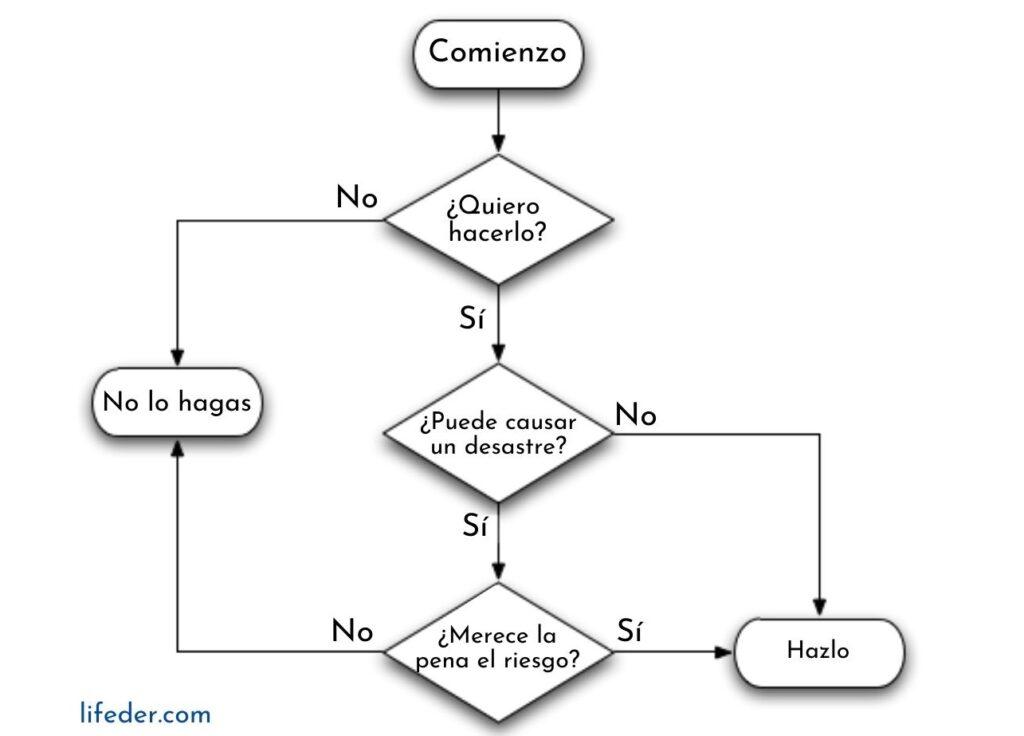 Comienzo
No
¿Quiero
hacerlo?
Sí
No lo hagas
¿Puede causar
un desastre?
No
Sí
No
¿Merece la
pena el riesgo?
Sí
Hazlo
lifeder.com